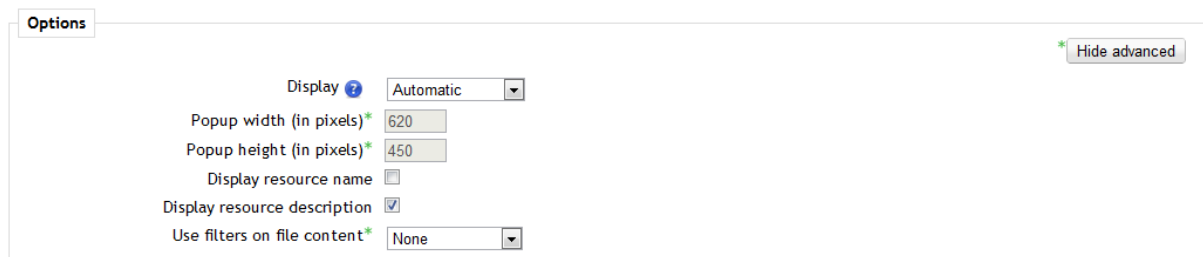 Options
* Hide advanced
Display ? Automatic
Popup width (in pixels)* 620
Popup height (in pixels)* 450
Display resource name
Display resource description
Use filters on file content* None